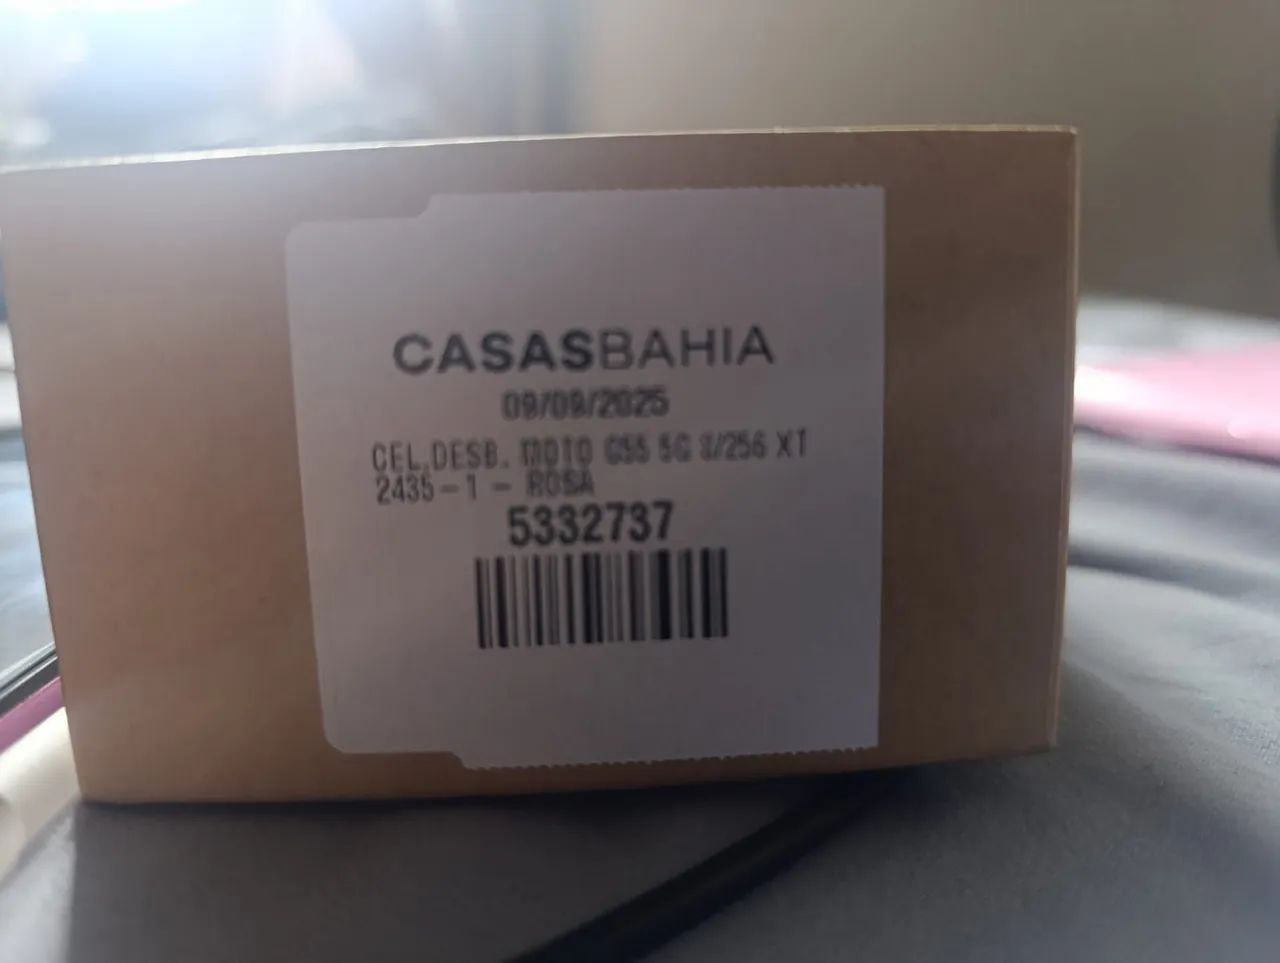 CASASBAHIA
09/09/2025
CEL.DESB. MOTO G55 5G 8/256 XT
2435-1 - ROSA
5332737